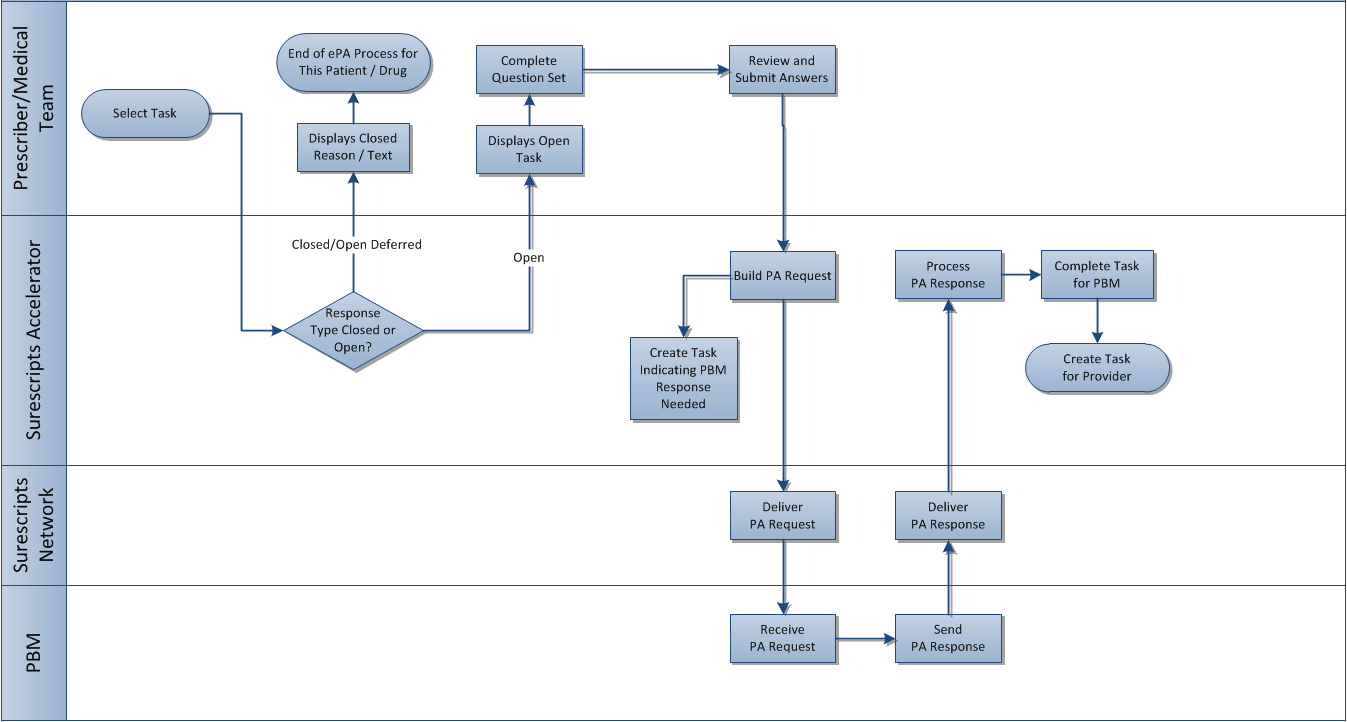 Prescriber/Medical
Team
Select Task
End of ePA Process for
This Patient / Drug
Displays Closed
Reason / Text
Complete
Question Set
Displays Open
Task
Review and
Submit Answers
Surescripts Accelerator
Closed/Open Deferred
Open
Response
Type Closed or
Open?
Build PA Request
Create Task
Indicating PBM
Response
Needed
Process
PA Response
Complete Task
for PBM
Create Task
for Provider
Surescripts
Network
Deliver
PA Request
Deliver
PA Response
PBM
Receive
PA Request
Send
PA Response